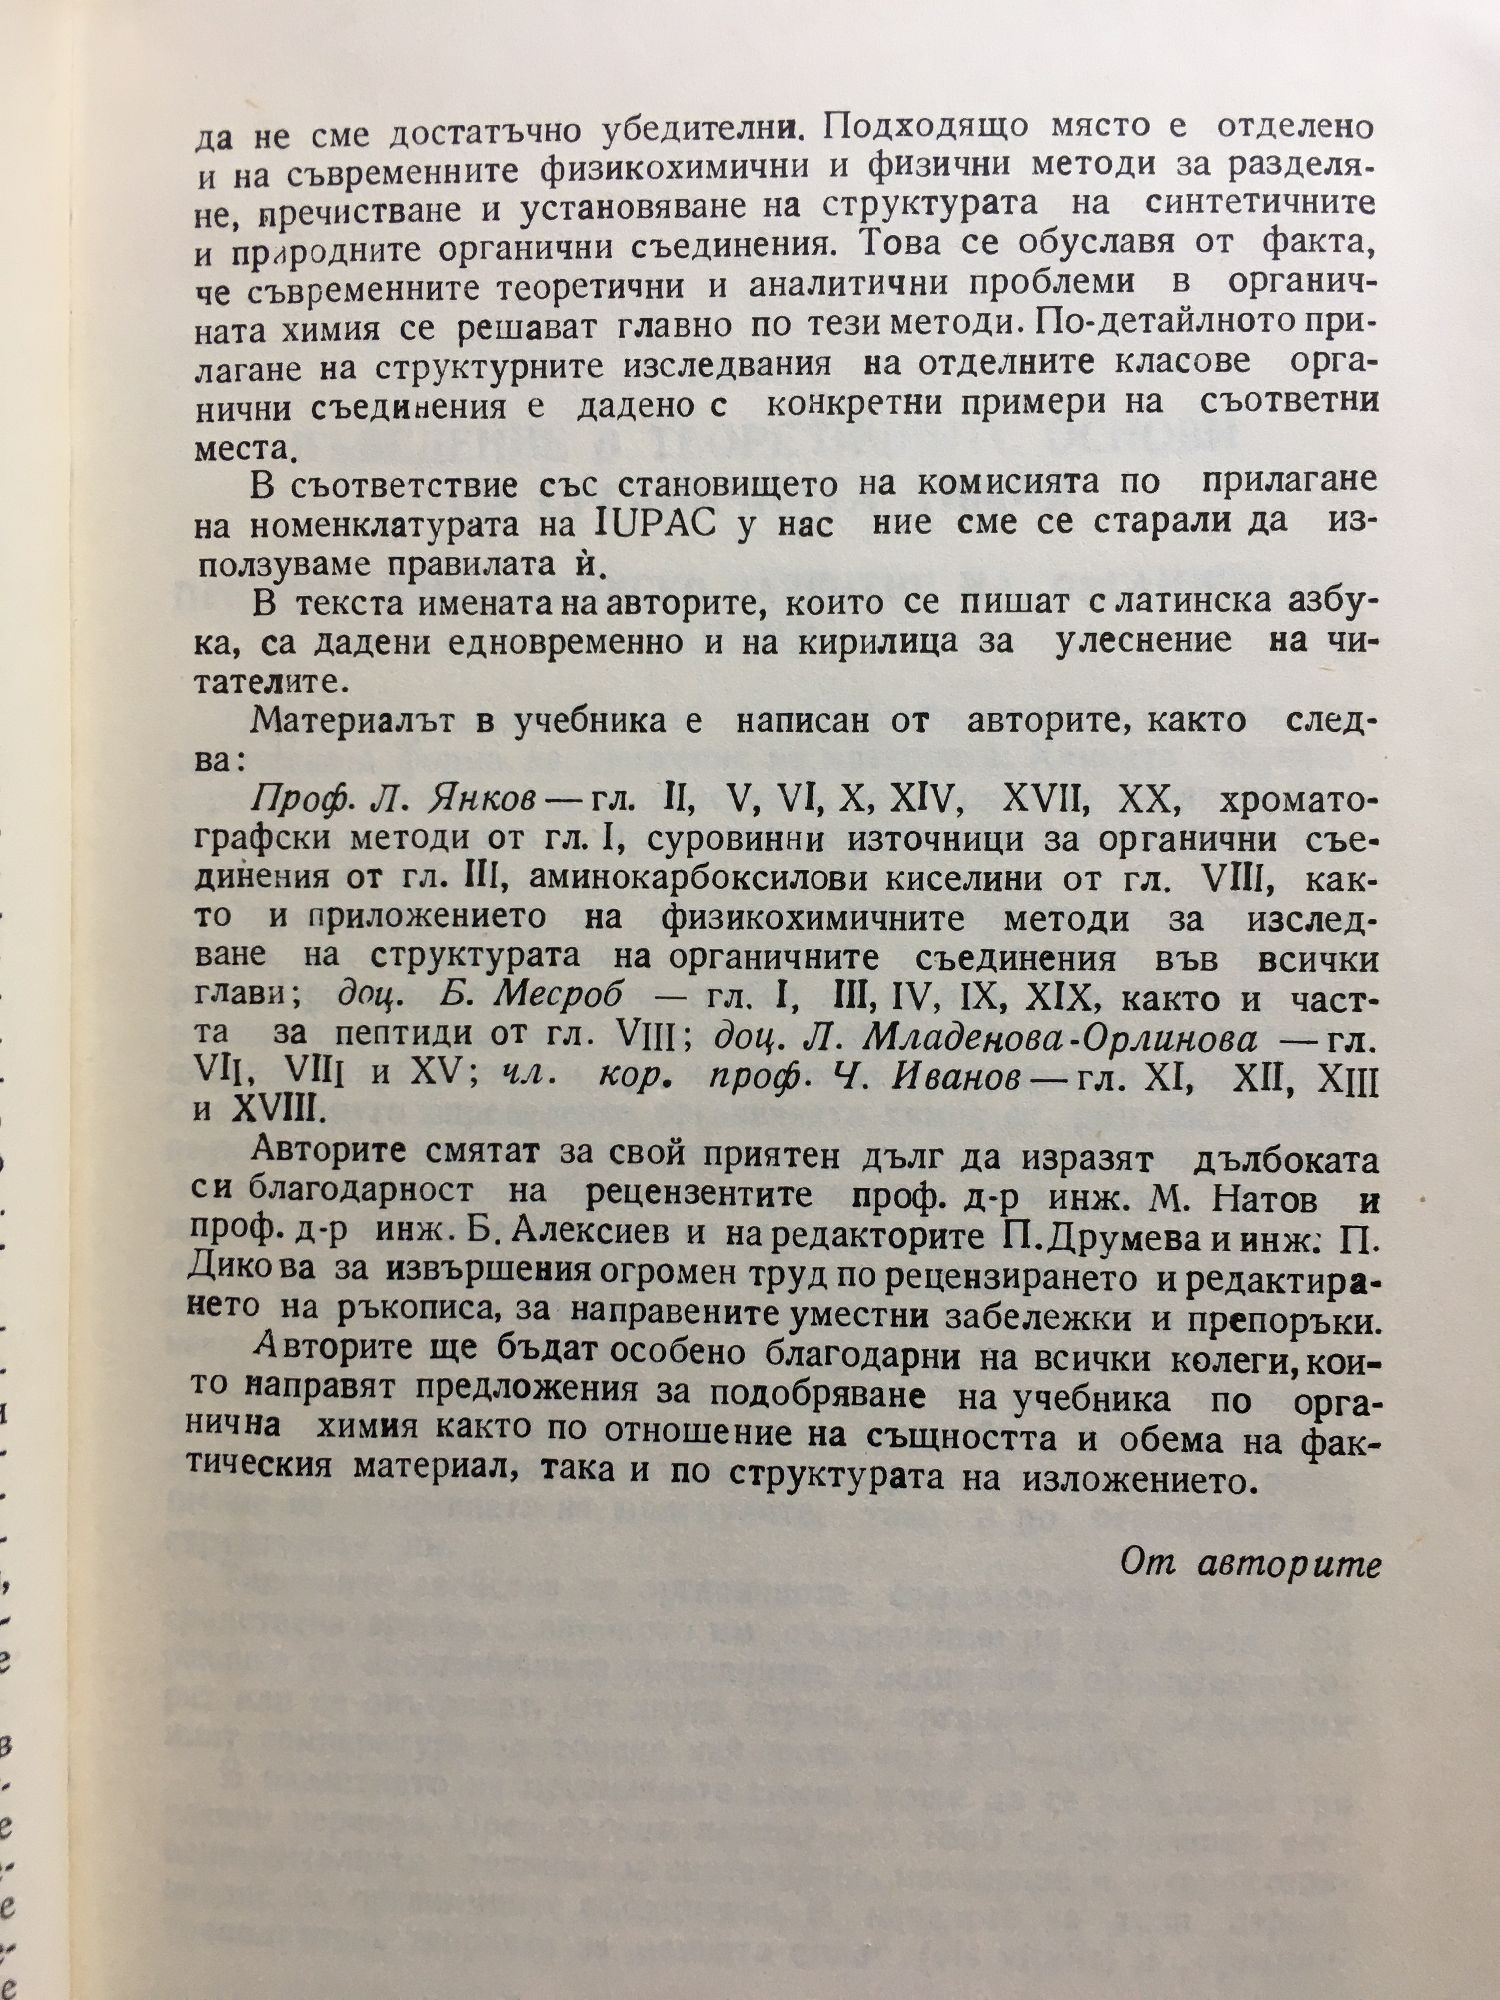 да не сме достатъчно убедителни. Подходящо място е отделено
и на съвременните физикохимични и физични методи за разделя-
не, пречистване и установяване на структурата на синтетичните
и природните органични съединения. Това се обуславя от факта,
че съвременните теоретични и аналитични проблеми в органич-
ната химия се решават главно по тези методи. По-детайлното при-
лагане на структурните изследвания на отделните класове орга-
нични съединения е дадено с конкретни примери на съответни
места.
В съответствие със становището на комисията по прилагане
на номенклатурата на IUPAC у нас ние сме се старали да из-
ползуваме правилата ѝ.
В текста имената на авторите, които се пишат с латинска азбу-
ка, са дадени едновременно и на кирилица за улеснение на чи-
тателите.
Материалът в учебника е написан от авторите, както след-
ва:
Проф. Л. Янков — гл. II, V, VI, X, XIV, XVII, XX, хромато-
графски методи от гл. I, суровинни източници за органични съе-
динения от гл. III, аминокарбоксилови киселини от гл. VIII, как-
то и приложението на физикохимичните методи за изслед-
ване на структурата на органичните съединения във всички
глави; доц. Б. Месроб — гл. I, III, IV, IX, XIX, както и част-
та за пептиди от гл. VIII; доц. Л. Младенова-Орлинова — гл.
VII, VIII и XV; чл. кор. проф. Ч. Иванов — гл. XI, XII, XIII
и XVIII.
Авторите смятат за свой приятен дълг да изразят дълбоката
си благодарност на рецензентите проф. д-р инж. М. Натов и
проф. д-р инж. Б. Алексиев и на редакторите П. Друмева и инж. П.
Дикова за извършения огромен труд по рецензирането и редактира-
нето на ръкописа, за направените уместни забележки и препоръки.
Авторите ще бъдат особено благодарни на всички колеги, кои-
то направят предложения за подобряване на учебника по орга-
нична химия както по отношение на същността и обема на фак-
тическия материал, така и по структурата на изложението.
От авторите